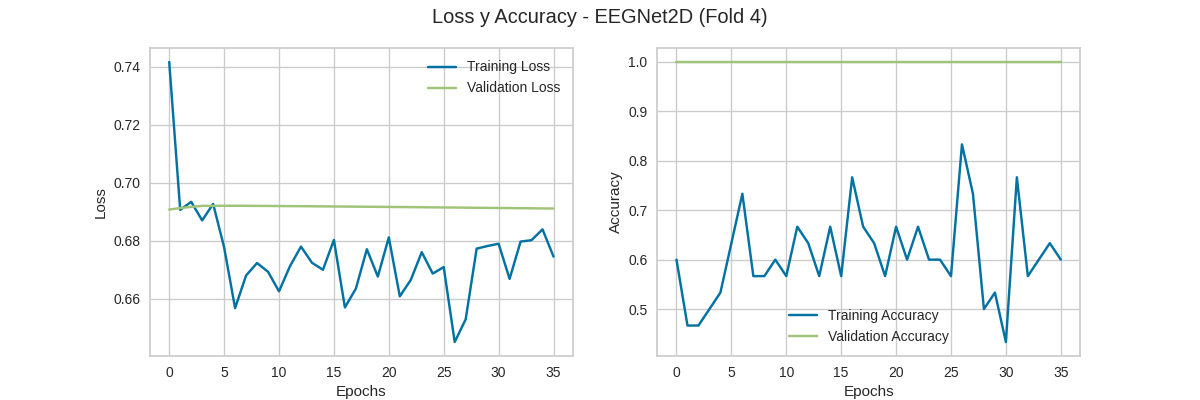 Loss y Accuracy - EEGNet2D (Fold 4)
Loss
0.74
0.72
0.70
0.68
0.66
0 5 10 15 20 25 30 35
Epochs
Training Loss
Validation Loss
Accuracy
1.0
0.9
0.8
0.7
0.6
0.5
0 5 10 15 20 25 30 35
Epochs
Training Accuracy
Validation Accuracy